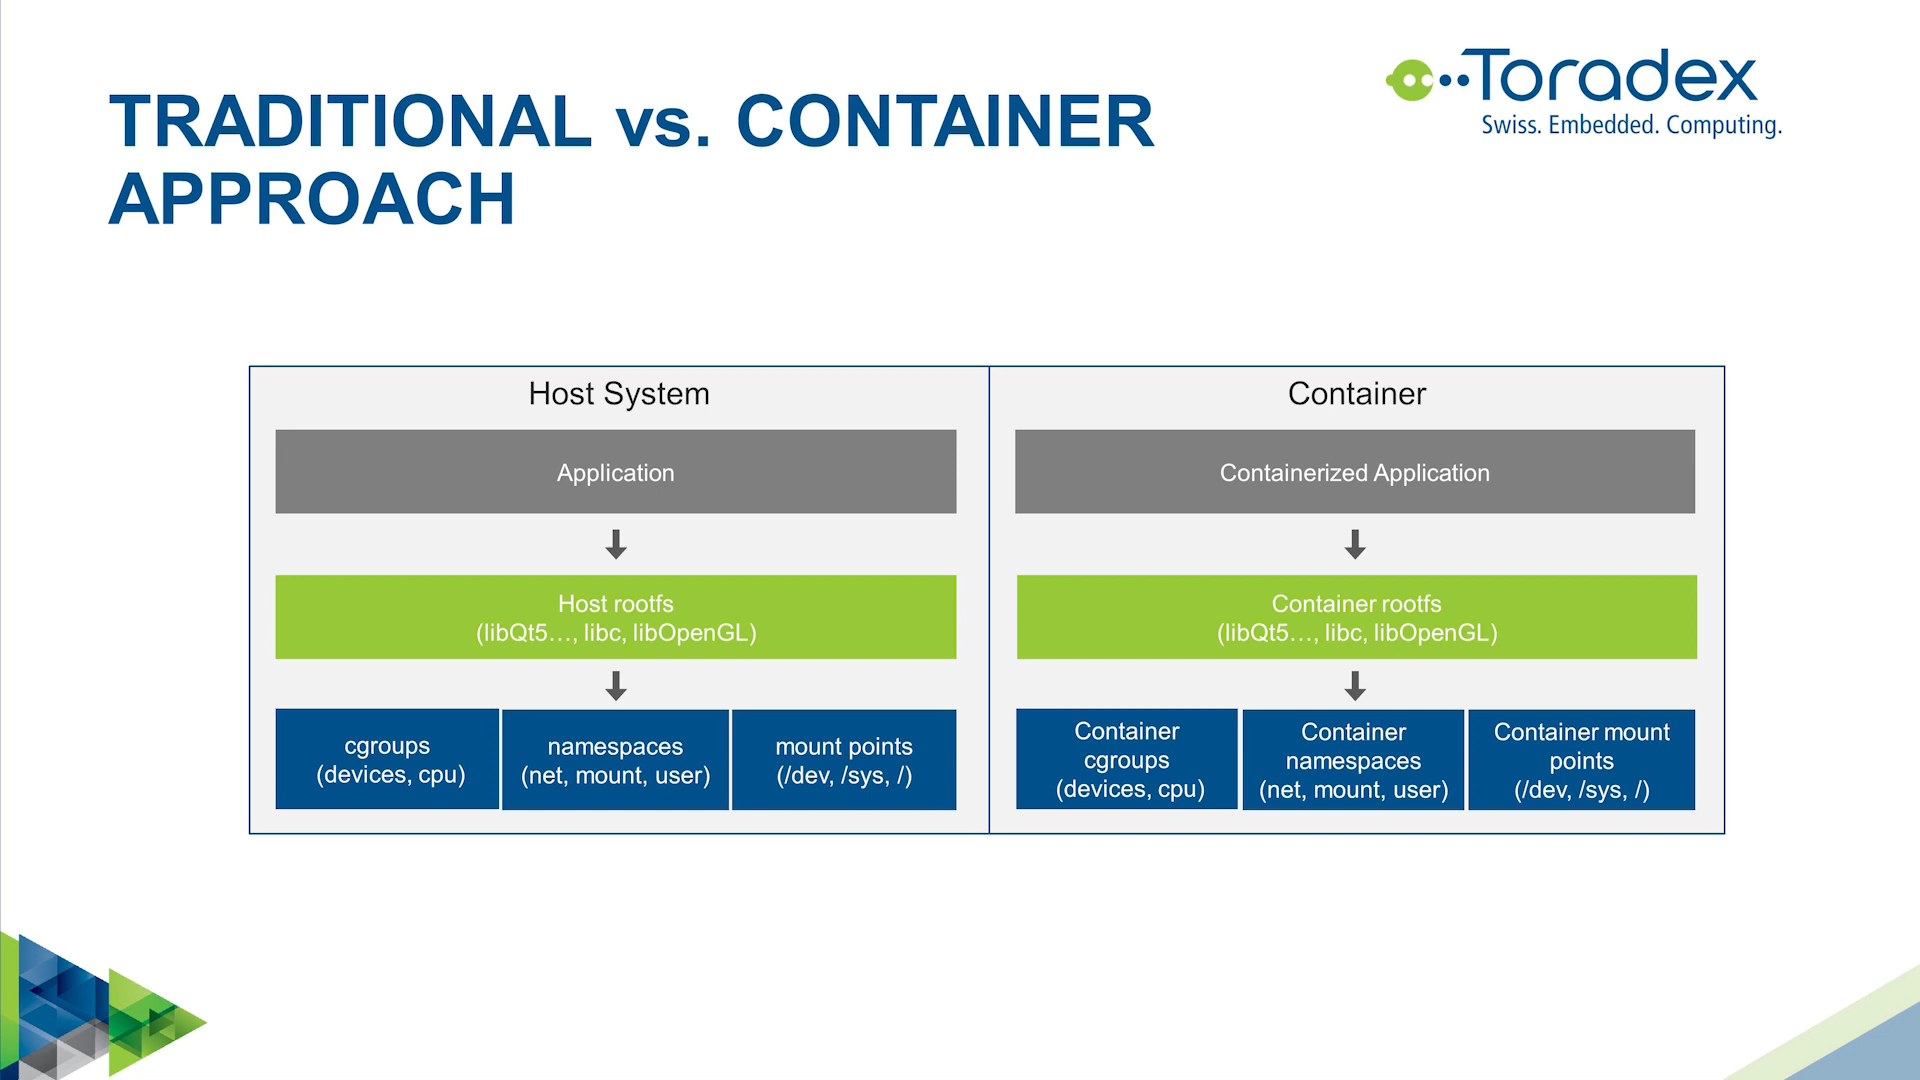 Toradex
Swiss. Embedded. Computing.
TRADITIONAL vs. CONTAINER
APPROACH
Host System
Application
Host rootfs
(libQt5…, libc, libOpenGL)
cgroups
(devices, cpu)
namespaces
(net, mount, user)
mount points
(/dev, /sys, /)
Container
Containerized Application
Container rootfs
(libQt5…, libc, libOpenGL)
Container
cgroups
(devices, cpu)
Container
namespaces
(net, mount, user)
Container mount
points
(/dev, /sys, /)